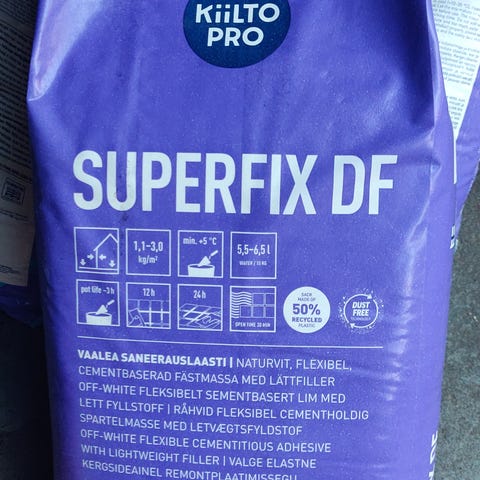 KiiLTO
PRO
SUPERFIX DF
1,1–3,0
kg/m²
min. +5 °C
5,5–6,5 l
WATER / 15 KG
pot life ~3 h
12 h
24 h
OPEN TIME 30 MIN
SACK
MADE OF
50%
RECYCLED
PLASTIC
DUST
FREE
TECHNOLOGY
VAALEA SANEERAUSLAASTI | NATURVIT, FLEXIBEL,
CEMENTBASERAD FÄSTMASSA MED LÄTTFILLER
OFF-WHITE FLEKSIBELT SEMENTBASERT LIM MED
LETT FYLLSTOFF | RÅHVID FLEKSIBEL CEMENTHOLDIG
SPARTELMASSE MED LETVÆGTSFYLDSTOF
OFF-WHITE FLEXIBLE CEMENTITIOUS ADHESIVE
WITH LIGHTWEIGHT FILLER | VALGE ELASTNE
KERGSIDEAINEL REMONTPLAATIMISSEGU